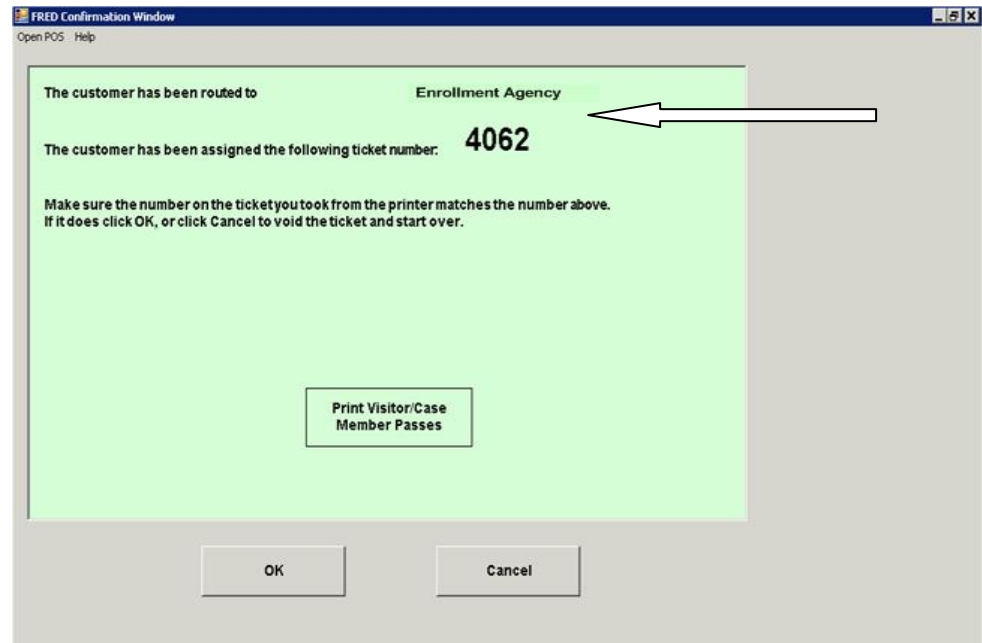 FRED Confirmation Window
Open POS Help
The customer has been routed to Enrollment Agency
The customer has been assigned the following ticket number: 4062
Make sure the number on the ticket you took from the printer matches the number above.
If it does click OK, or click Cancel to void the ticket and start over.
Print Visitor/Case
Member Passes
OK Cancel